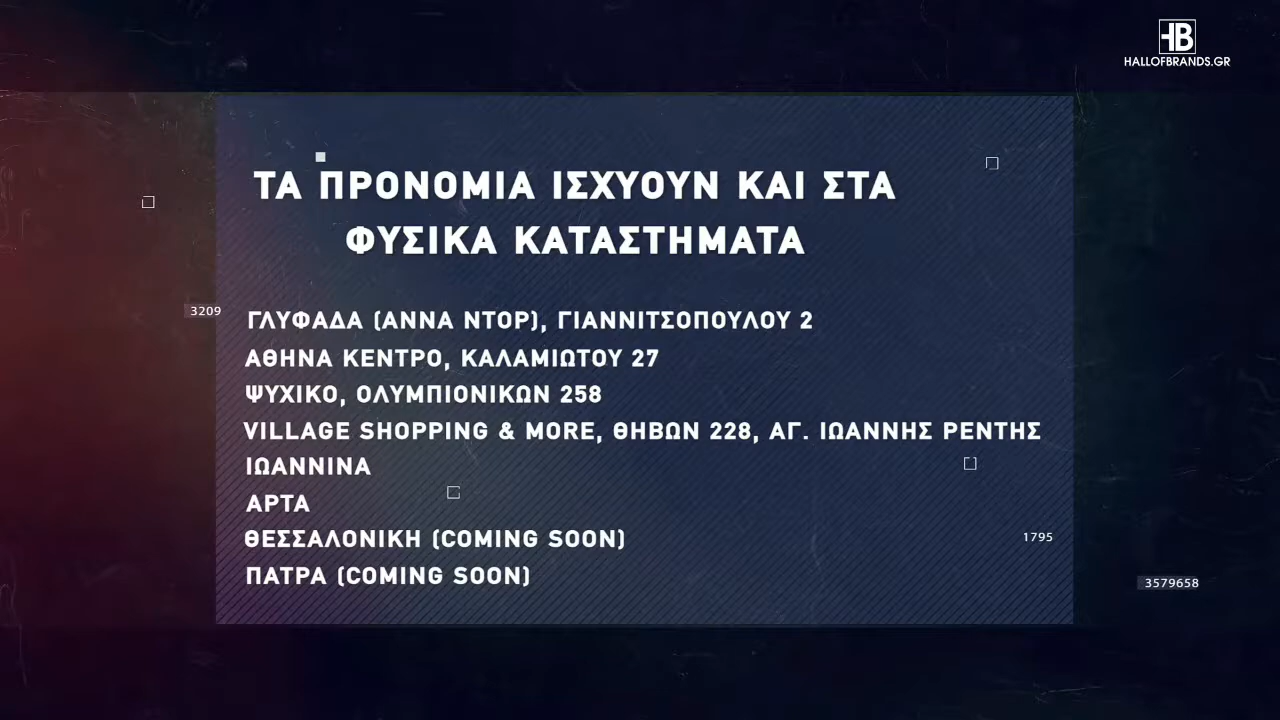 HB
HALLOFBRANDS.GR
ΤΑ ΠΡΟΝΟΜΙΑ ΙΣΧΥΟΥΝ ΚΑΙ ΣΤΑ
ΦΥΣΙΚΑ ΚΑΤΑΣΤΗΜΑΤΑ
3209
ΓΛΥΦΑΔΑ (ΑΝΝΑ ΝΤΟΡ), ΓΙΑΝΝΙΤΣΟΠΟΥΛΟΥ 2
ΑΘΗΝΑ ΚΕΝΤΡΟ, ΚΑΛΑΜΙΩΤΟΥ 27
ΨΥΧΙΚΟ, ΟΛΥΜΠΙΟΝΙΚΩΝ 258
VILLAGE SHOPPING & MORE, ΘΗΒΩΝ 228, ΑΓ. ΙΩΑΝΝΗΣ ΡΕΝΤΗΣ
ΙΩΑΝΝΙΝΑ
ΑΡΤΑ
ΘΕΣΣΑΛΟΝΙΚΗ (COMING SOON)
1795
ΠΑΤΡΑ (COMING SOON)
3579658